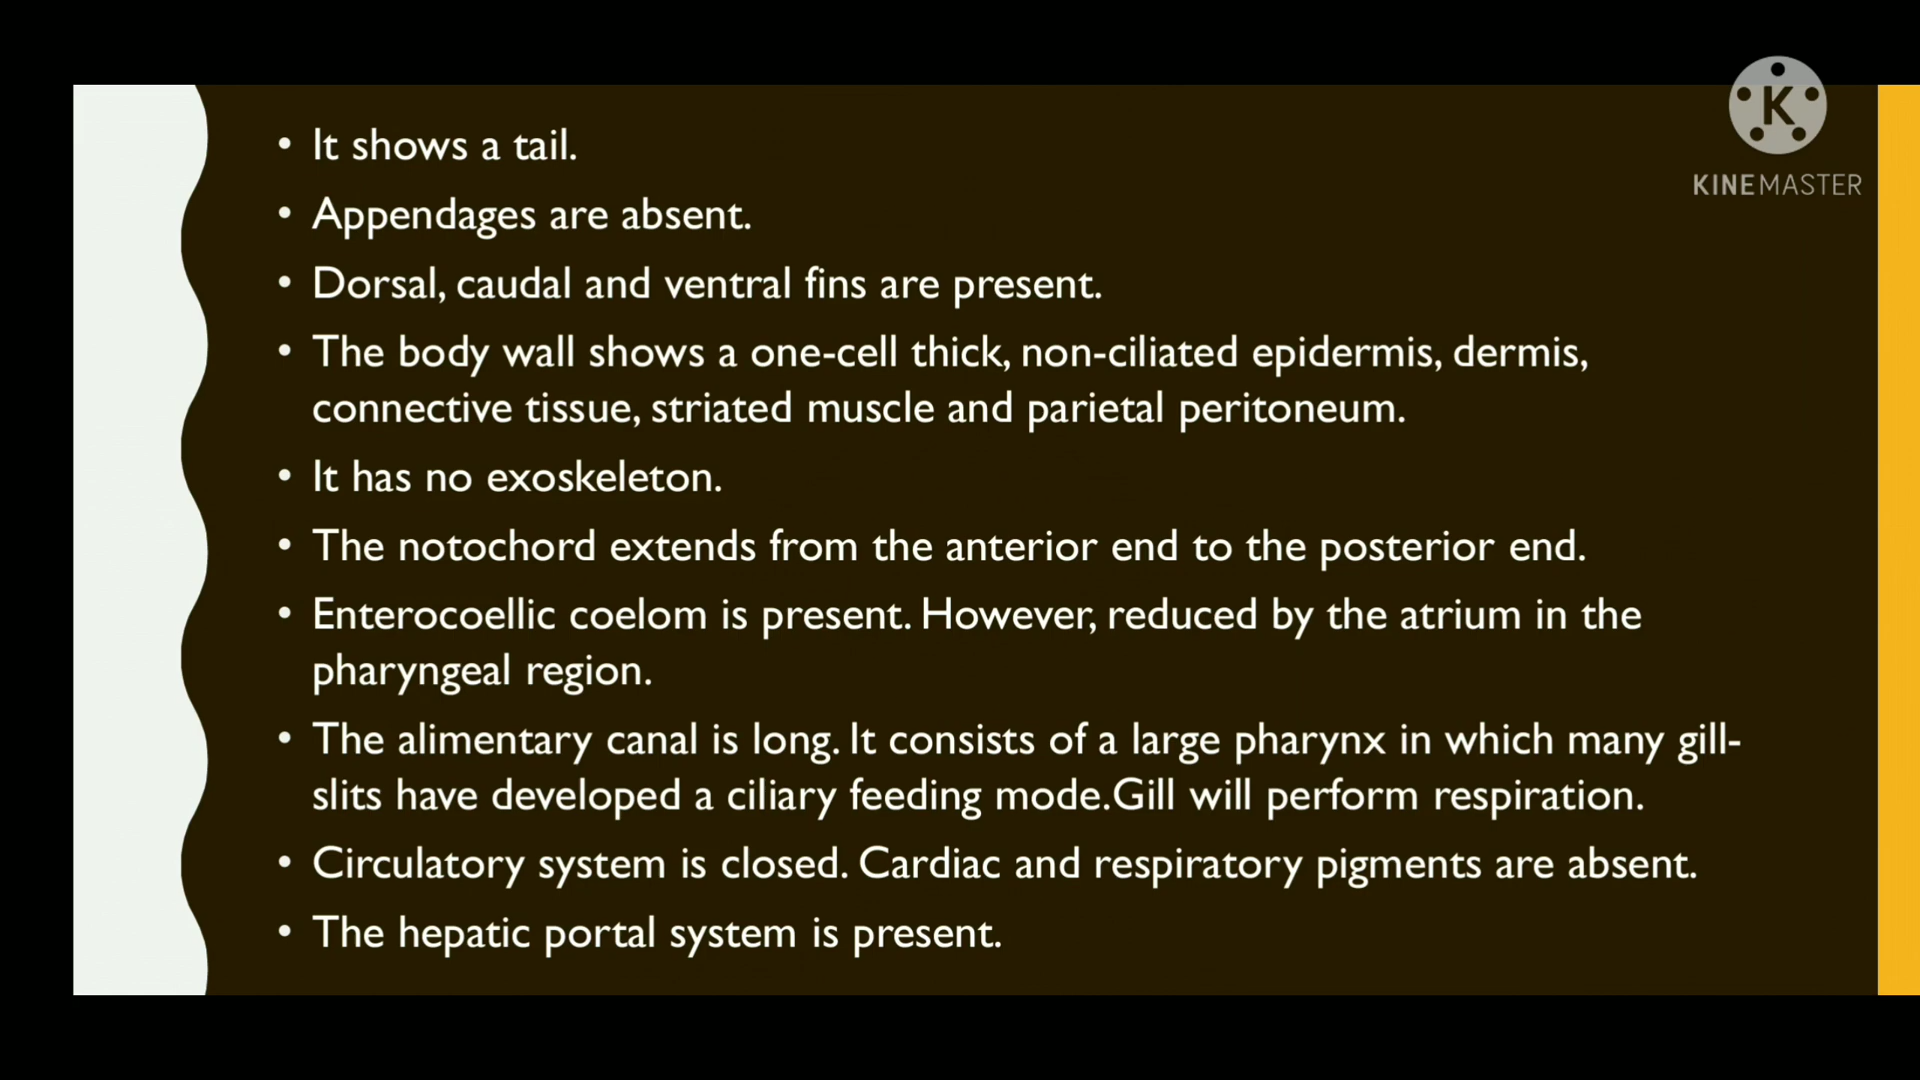 K
KINEMASTER
• It shows a tail.
• Appendages are absent.
• Dorsal, caudal and ventral fins are present.
• The body wall shows a one-cell thick, non-ciliated epidermis, dermis,
connective tissue, striated muscle and parietal peritoneum.
• It has no exoskeleton.
• The notochord extends from the anterior end to the posterior end.
• Enterocoellic coelom is present. However, reduced by the atrium in the
pharyngeal region.
• The alimentary canal is long. It consists of a large pharynx in which many gill-
slits have developed a ciliary feeding mode.Gill will perform respiration.
• Circulatory system is closed. Cardiac and respiratory pigments are absent.
• The hepatic portal system is present.